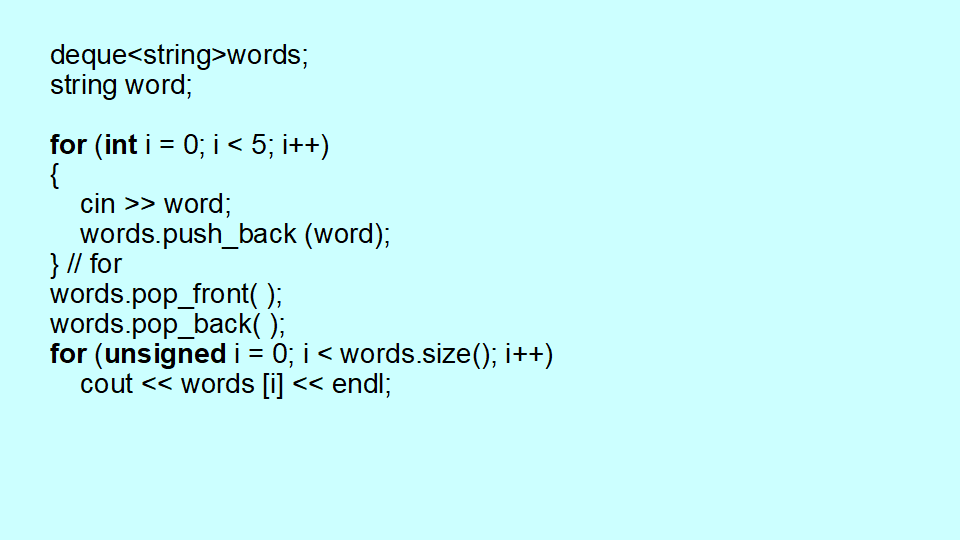 deque<string>words;
string word;
for (int i = 0; i < 5; i++)
{
cin >> word;
words.push_back (word);
} // for
words.pop_front( );
words.pop_back( );
for (unsigned i = 0; i < words.size(); i++)
cout << words [i] << endl;